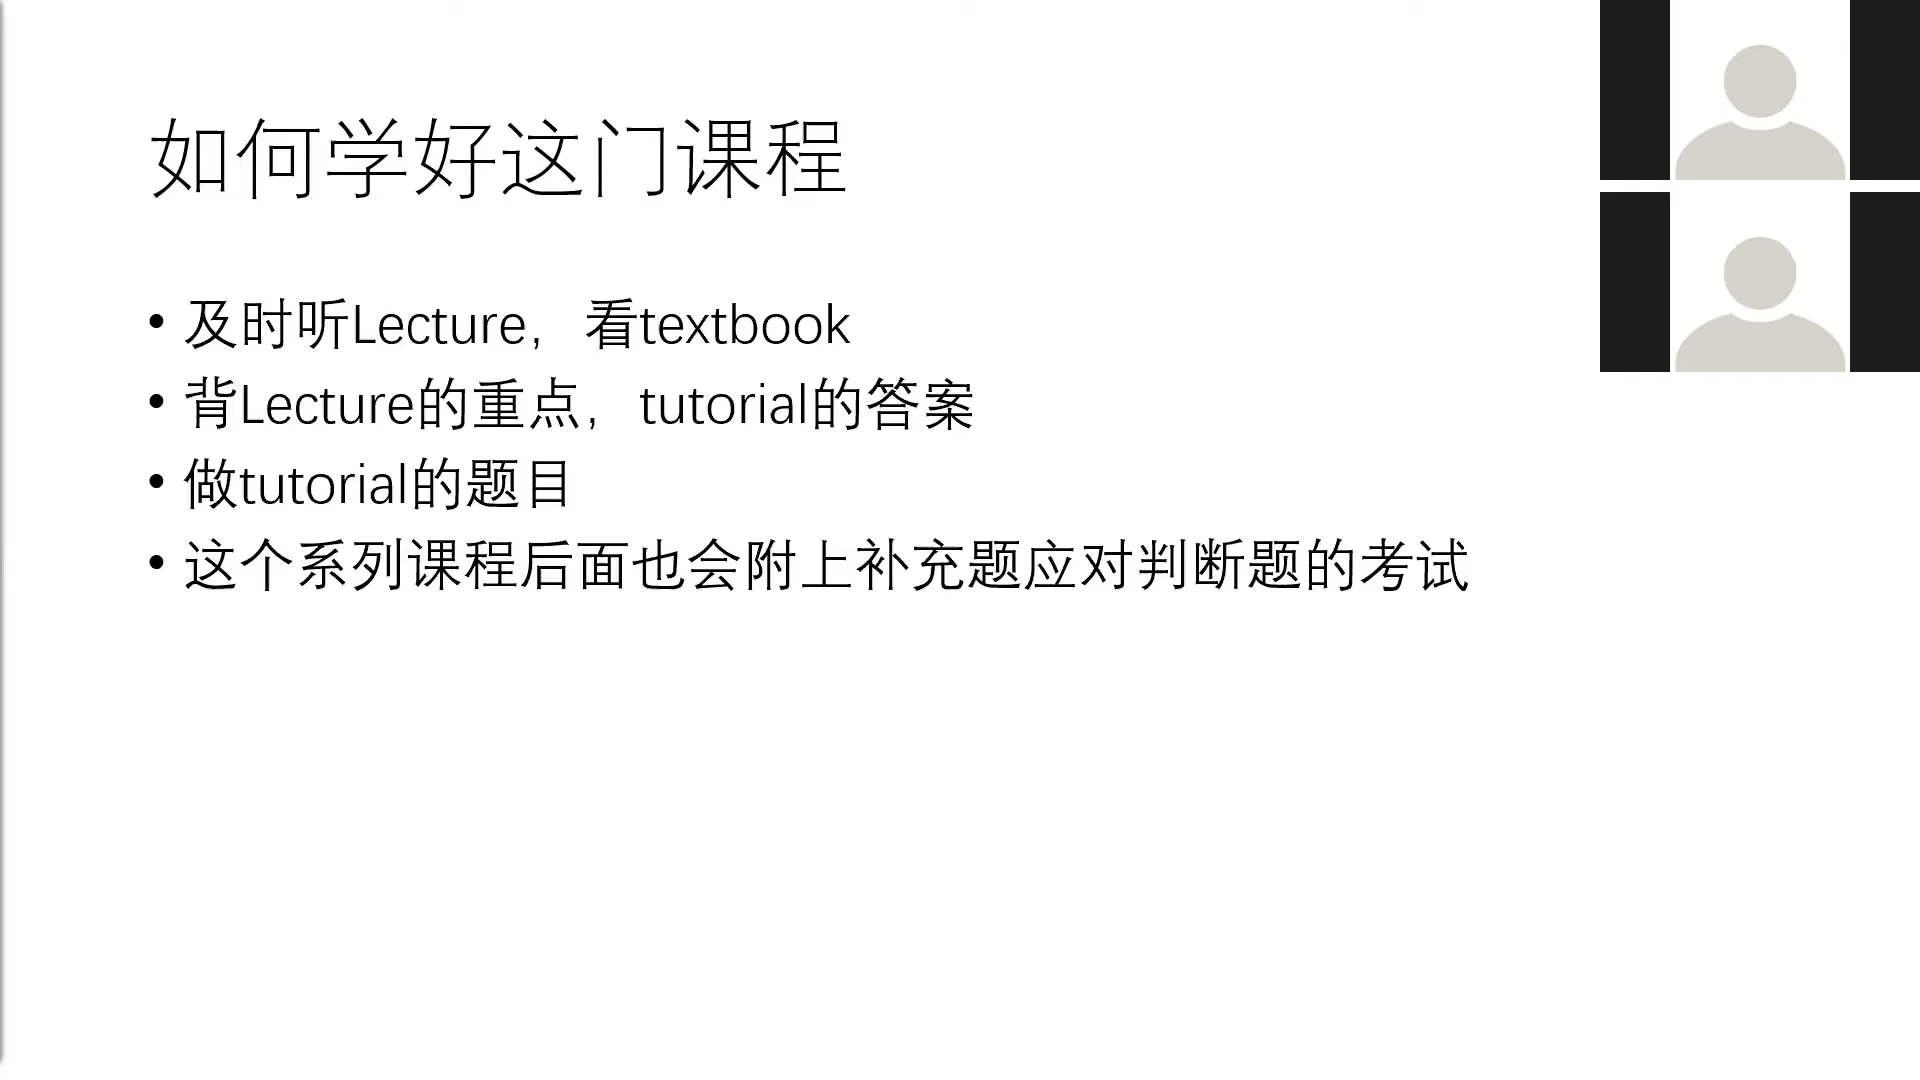 如何学好这门课程
• 及时听Lecture，看textbook
• 背Lecture的重点，tutorial的答案
• 做tutorial的题目
• 这个系列课程后面也会附上补充题应对判断题的考试